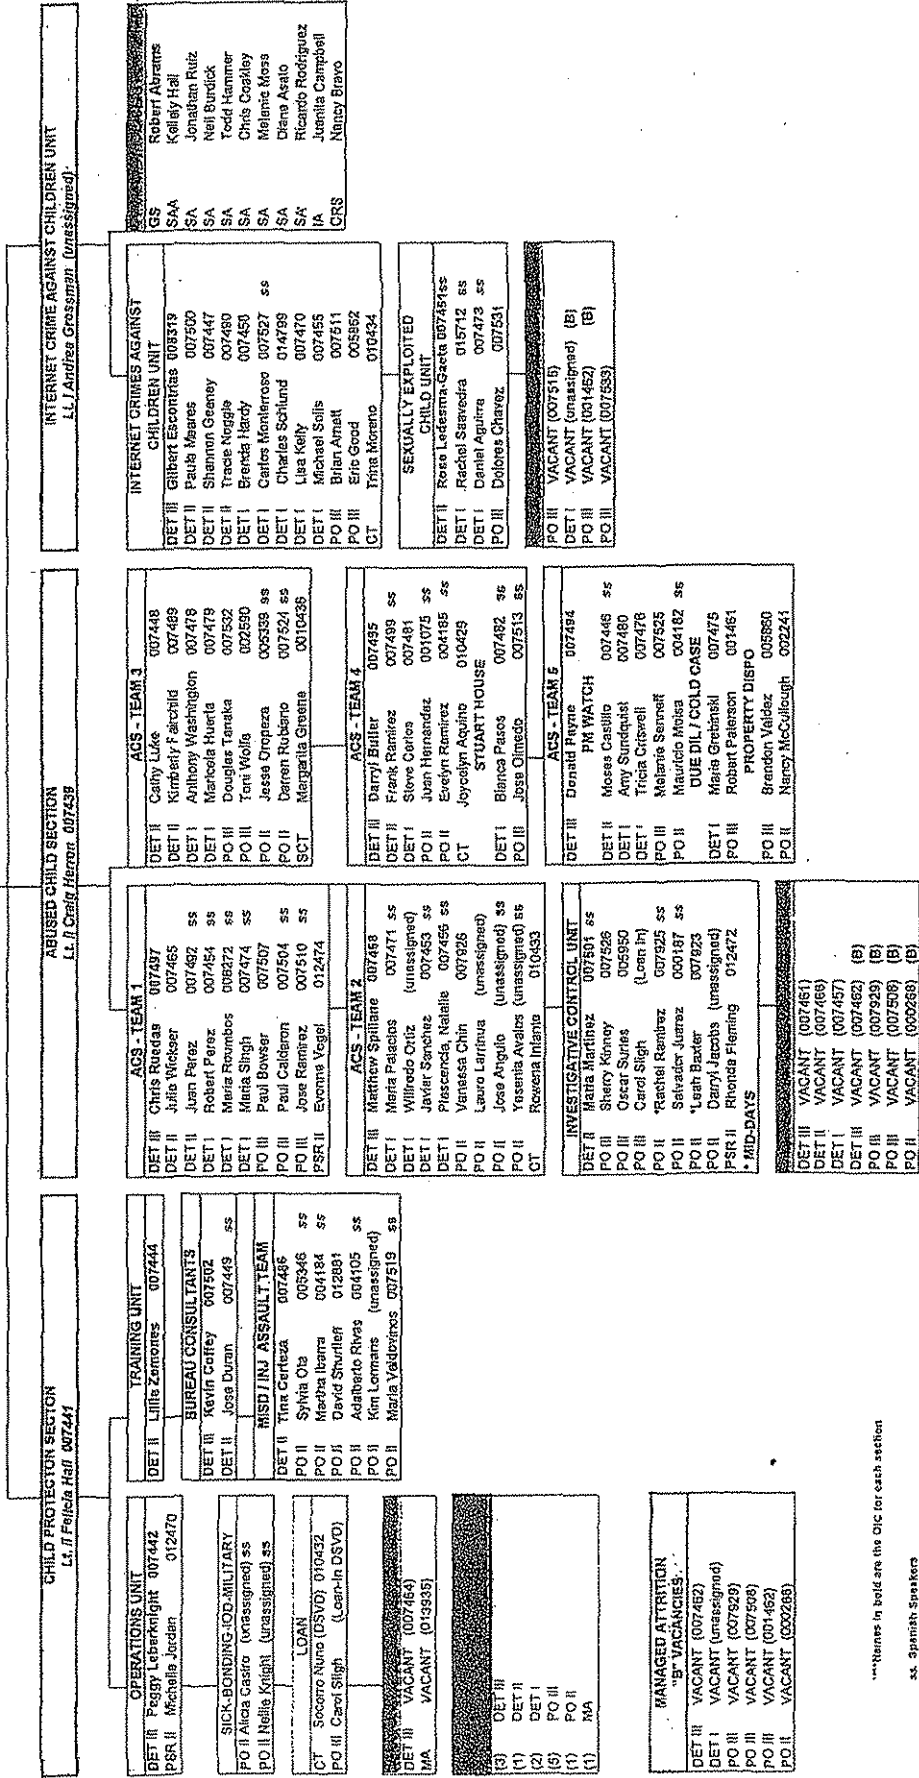 CHILD PROTECTON SECTON
Lt. II Felicia Hall 007441
OPERATIONS UNIT
DET III Peggy Leberknight 007442
PSR II Michelle Jordan 012470
SICK-BONDING-IOD-MILITARY
PO II Alicia Castro (unassigned) ss
PO II Nellie Knight (unassigned) ss
LOAN
CT Socorro Nuno (DSVD) 010432
PO III Carol Sligh (Loan-In DSVD)
DET III VACANT (007464)
MA VACANT (013935)
(3) DET III
(1) DET II
(2) DET I
(5) PO III
(1) PO II
(1) MA
MANAGED ATTRITION
"B" VACANCIES
DET III VACANT (007462)
DET I VACANT (unassigned)
PO III VACANT (007929)
PO III VACANT (007508)
PO III VACANT (001462)
PO II VACANT (000268)
TRAINING UNIT
DET II Lillie Zamones 007444
BUREAU CONSULTANTS
DET III Kevin Coffey 007502
DET II Jose Duran 007449 ss
MISD / INJ ASSAULT TEAM
DET II Tina Certeza 007486
PO II Sylvia Ota 005346 ss
PO II Martha Ibarra 004184 ss
PO II David Shurtleff 012881
PO II Adalberto Rivas 004105 ss
PO II Kim Lormans (unassigned)
PO II Maria Valdovinos 007519 ss
ABUSED CHILD SECTION
Lt. II Craig Herron 007439
ACS - TEAM 1
DET III Chris Ruedas 007497
DET II Julie Wickser 007465
DET II Juan Perez 007492 ss
DET I Robert Perez 007454 ss
DET I Maria Roumbos 008272 ss
DET I Maria Singh 007474 ss
PO III Paul Bowser 007507
PO II Paul Calderon 007504 ss
PO III Jose Ramirez 007510 ss
PSR II Evonne Vogel 012474
ACS - TEAM 2
DET III Matthew Spillane 007458
DET I Maria Palacios 007471 ss
DET II Wilfredo Ortiz (unassigned)
DET I Javier Sanchez 007453 ss
DET I Plascencia, Natalie 007456 ss
PO II Vanessa Chin 007926
PO II Lauro Larrinua (unassigned)
PO II Jose Angulo (unassigned) ss
PO II Yesenia Avalos (unassigned) ss
CT Rowena Infante 010433
INVESTIGATIVE CONTROL UNIT
DET II Maria Martinez 007501 ss
PO III Sherry Kinney 007526
PO III Oscar Surles 005950
PO III Carol Sligh (Loan In)
PO II *Rachel Ramirez 007925 ss
PO II Salvador Juarez 000187 ss
PO II *Leah Baxter 007923
PO II Darryl Jacobs (unassigned)
PSR II Rhonda Fleming 012472
* MID-DAYS
DET III VACANT (007461)
DET II VACANT (007466)
DET I VACANT (007457)
DET III VACANT (007462) (B)
PO III VACANT (007929) (B)
PO III VACANT (007508) (B)
PO II VACANT (000268) (B)
ACS - TEAM 3
DET II Cathy Luke 007448
DET II Kimberly Fairchild 007489
DET I Anthony Washington 007478
DET I Maricela Huerta 007479
PO III Douglas Tanaka 007532
PO III Toni Wolfe 002590
PO II Jesse Oropeza 006399 ss
PO II Darren Rubiano 007524 ss
SCT Margarita Greene 0010436
ACS - TEAM 4
DET III Darryl Butler 007495
DET II Frank Ramirez 007499 ss
DET I Steve Carlos 007481
PO II Juan Hernandez 001075 ss
PO II Evelyn Ramirez 004185 ss
CT Joycelyn Aquino 010429
STUART HOUSE
DET I Blanca Pasos 007482 ss
PO III Jose Olmedo 007513 ss
ACS - TEAM 5
DET III Donald Payne 007494
PM WATCH
DET II Moses Castillo 007446 ss
DET I Amy Sundquist 007480
DET I Tricia Criswell 007476
PO III Melanie Sennett 007525
PO II Mauricio Moisa 004182 ss
DUE DIL / COLD CASE
DET I Marie Grebinski 007475
PO III Robert Paterson 001461
PROPERTY DISPO
PO III Brandon Valdez 005860
PO II Nancy McCullough 002241
INTERNET CRIME AGAINST CHILDREN UNIT
Lt. I Andrea Grossman (unassigned)
INTERNET CRIMES AGAINST
CHILDREN UNIT
DET III Gilbert Escontrias 008319
DET II Paula Meares 007500
DET II Shannon Geeney 007447
DET II Tracie Noggle 007490
DET I Brenda Hardy 007450
DET I Carlos Monterroso 007527 ss
DET I Charles Schlund 014799
DET I Lisa Kelly 007470
DET I Michael Solis 007455
PO III Brian Arnett 007511
PO III Eric Good 005952
CT Trina Moreno 010434
SEXUALLY EXPLOITED
CHILD UNIT
DET II Rose Ledesma-Gaeta 007451ss
DET I Rachel Saavedra 015712 ss
DET I Daniel Aguirre 007473 ss
PO III Dolores Chavez 007531
PO III VACANT (007515)
DET I VACANT (unassigned) (B)
PO III VACANT (001462) (B)
PO III VACANT (007533)
GS Robert Abrams
SAA Kellely Hall
SA Jonathan Ruiz
SA Neil Burdick
SA Todd Hammer
SA Chris Coakley
SA Melanie Moss
SA Diane Asato
SA Ricardo Rodriguez
IA Juanita Campbell
CRS Nancy Bravo
***Names in bold are the OIC for each section
ss Spanish Speakers